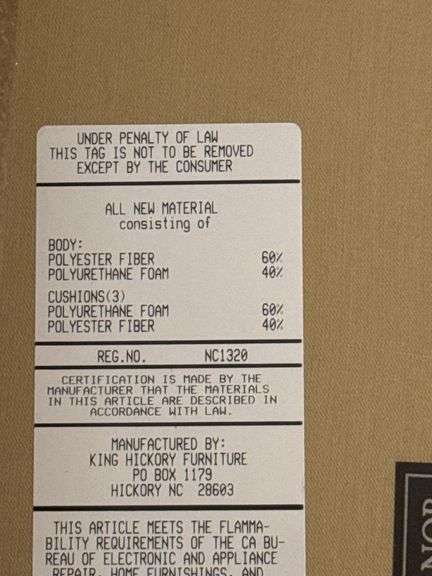 UNDER PENALTY OF LAW
THIS TAG IS NOT TO BE REMOVED
EXCEPT BY THE CONSUMER
ALL NEW MATERIAL
consisting of
BODY:
POLYESTER FIBER 60%
POLYURETHANE FOAM 40%
CUSHIONS(3)
POLYURETHANE FOAM 60%
POLYESTER FIBER 40%
REG.NO. NC1320
CERTIFICATION IS MADE BY THE
MANUFACTURER THAT THE MATERIALS
IN THIS ARTICLE ARE DESCRIBED IN
ACCORDANCE WITH LAW.
MANUFACTURED BY:
KING HICKORY FURNITURE
PO BOX 1179
HICKORY NC 28603
THIS ARTICLE MEETS THE FLAMMA-
BILITY REQUIREMENTS OF THE CA BU-
REAU OF ELECTRONIC AND APPLIANCE
REPAIR, HOME FURNISHINGS, AND